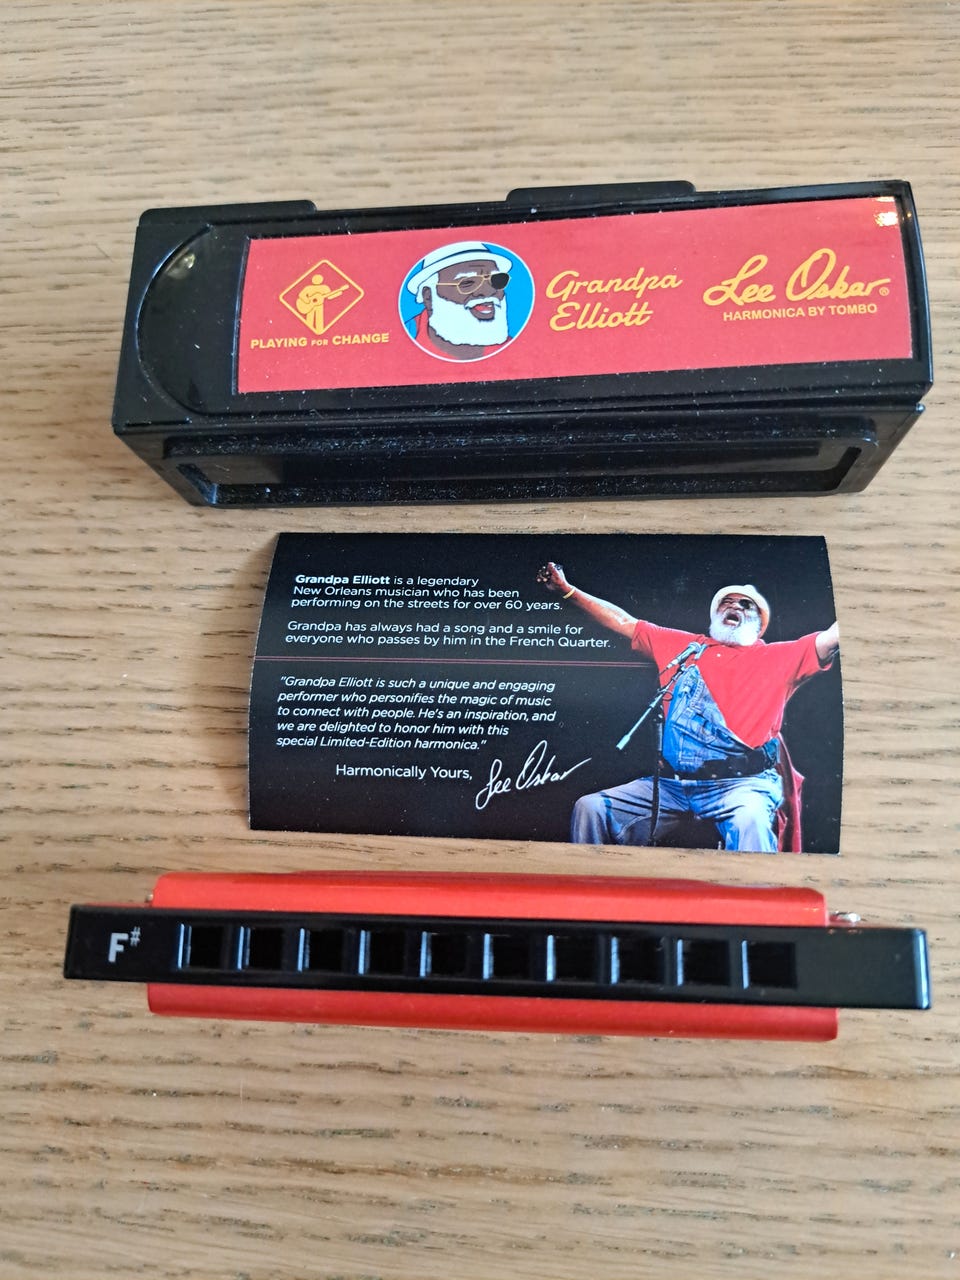 PLAYING FOR CHANGE
Grandpa
Elliott
Lee Oskar®
HARMONICA BY TOMBO
Grandpa Elliott is a legendary
New Orleans musician who has been
performing on the streets for over 60 years.
Grandpa has always had a song and a smile for
everyone who passes by him in the French Quarter.
"Grandpa Elliott is such a unique and engaging
performer who personifies the magic of music
to connect with people. He's an inspiration, and
we are delighted to honor him with this
special Limited-Edition harmonica."
Harmonically Yours,
Lee Oskar
F#